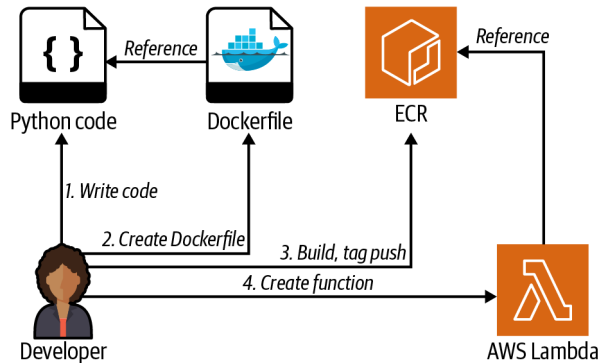 Reference
Reference
{ }
Python code
Dockerfile
ECR
1. Write code
2. Create Dockerfile
3. Build, tag push
4. Create function
Developer
AWS Lambda